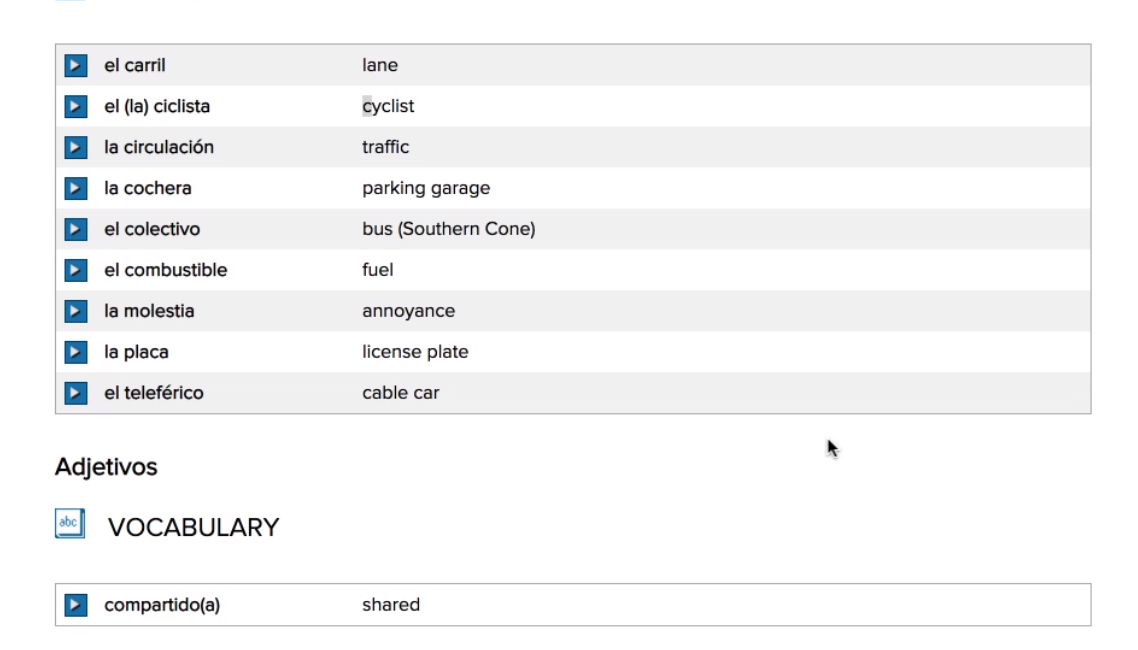 el carril lane
el (la) ciclista cyclist
la circulación traffic
la cochera parking garage
el colectivo bus (Southern Cone)
el combustible fuel
la molestia annoyance
la placa license plate
el teleférico cable car
Adjetivos
abc VOCABULARY
compartido(a) shared